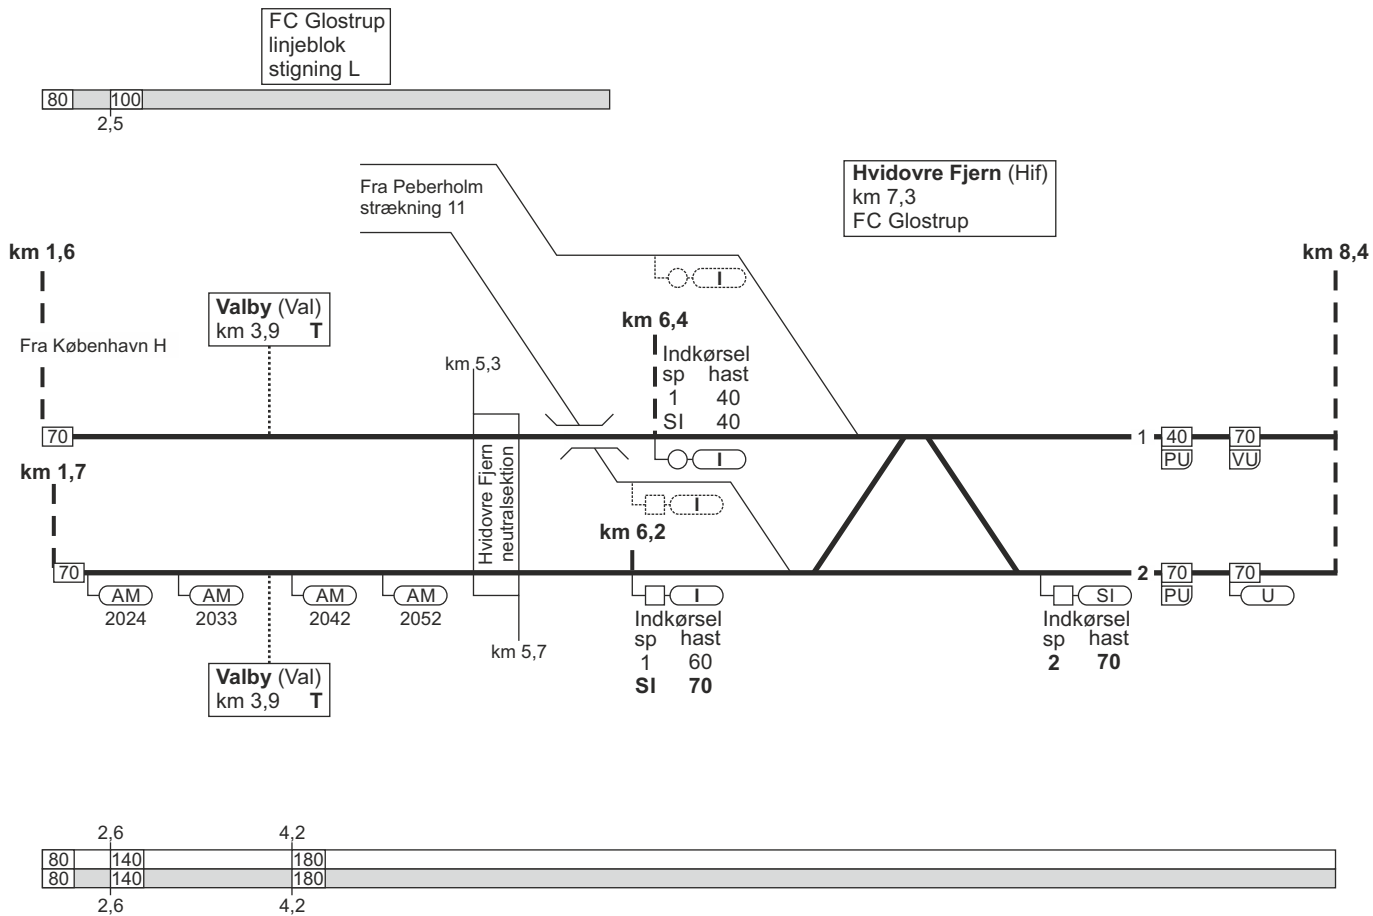 FC Glostrup
linjeblok
stigning L
80 100
2,5
Fra Peberholm
strækning 11
Hvidovre Fjern (Hif)
km 7,3
FC Glostrup
km 1,6
km 8,4
I
Valby (Val)
km 3,9 T
Fra København H
km 6,4
Indkørsel
sp hast
1 40
SI 40
km 5,3
70
1 40 70
PU VU
I
km 1,7
Hvidovre Fjern
neutralsektion
I
km 6,2
70
2 70 70
AM AM AM AM
2024 2033 2042 2052
I
SI
PU
U
Indkørsel
sp hast
1 60
SI 70
Indkørsel
sp hast
2 70
km 5,7
Valby (Val)
km 3,9 T
2,6 4,2
80 140 180
80 140 180
2,6 4,2